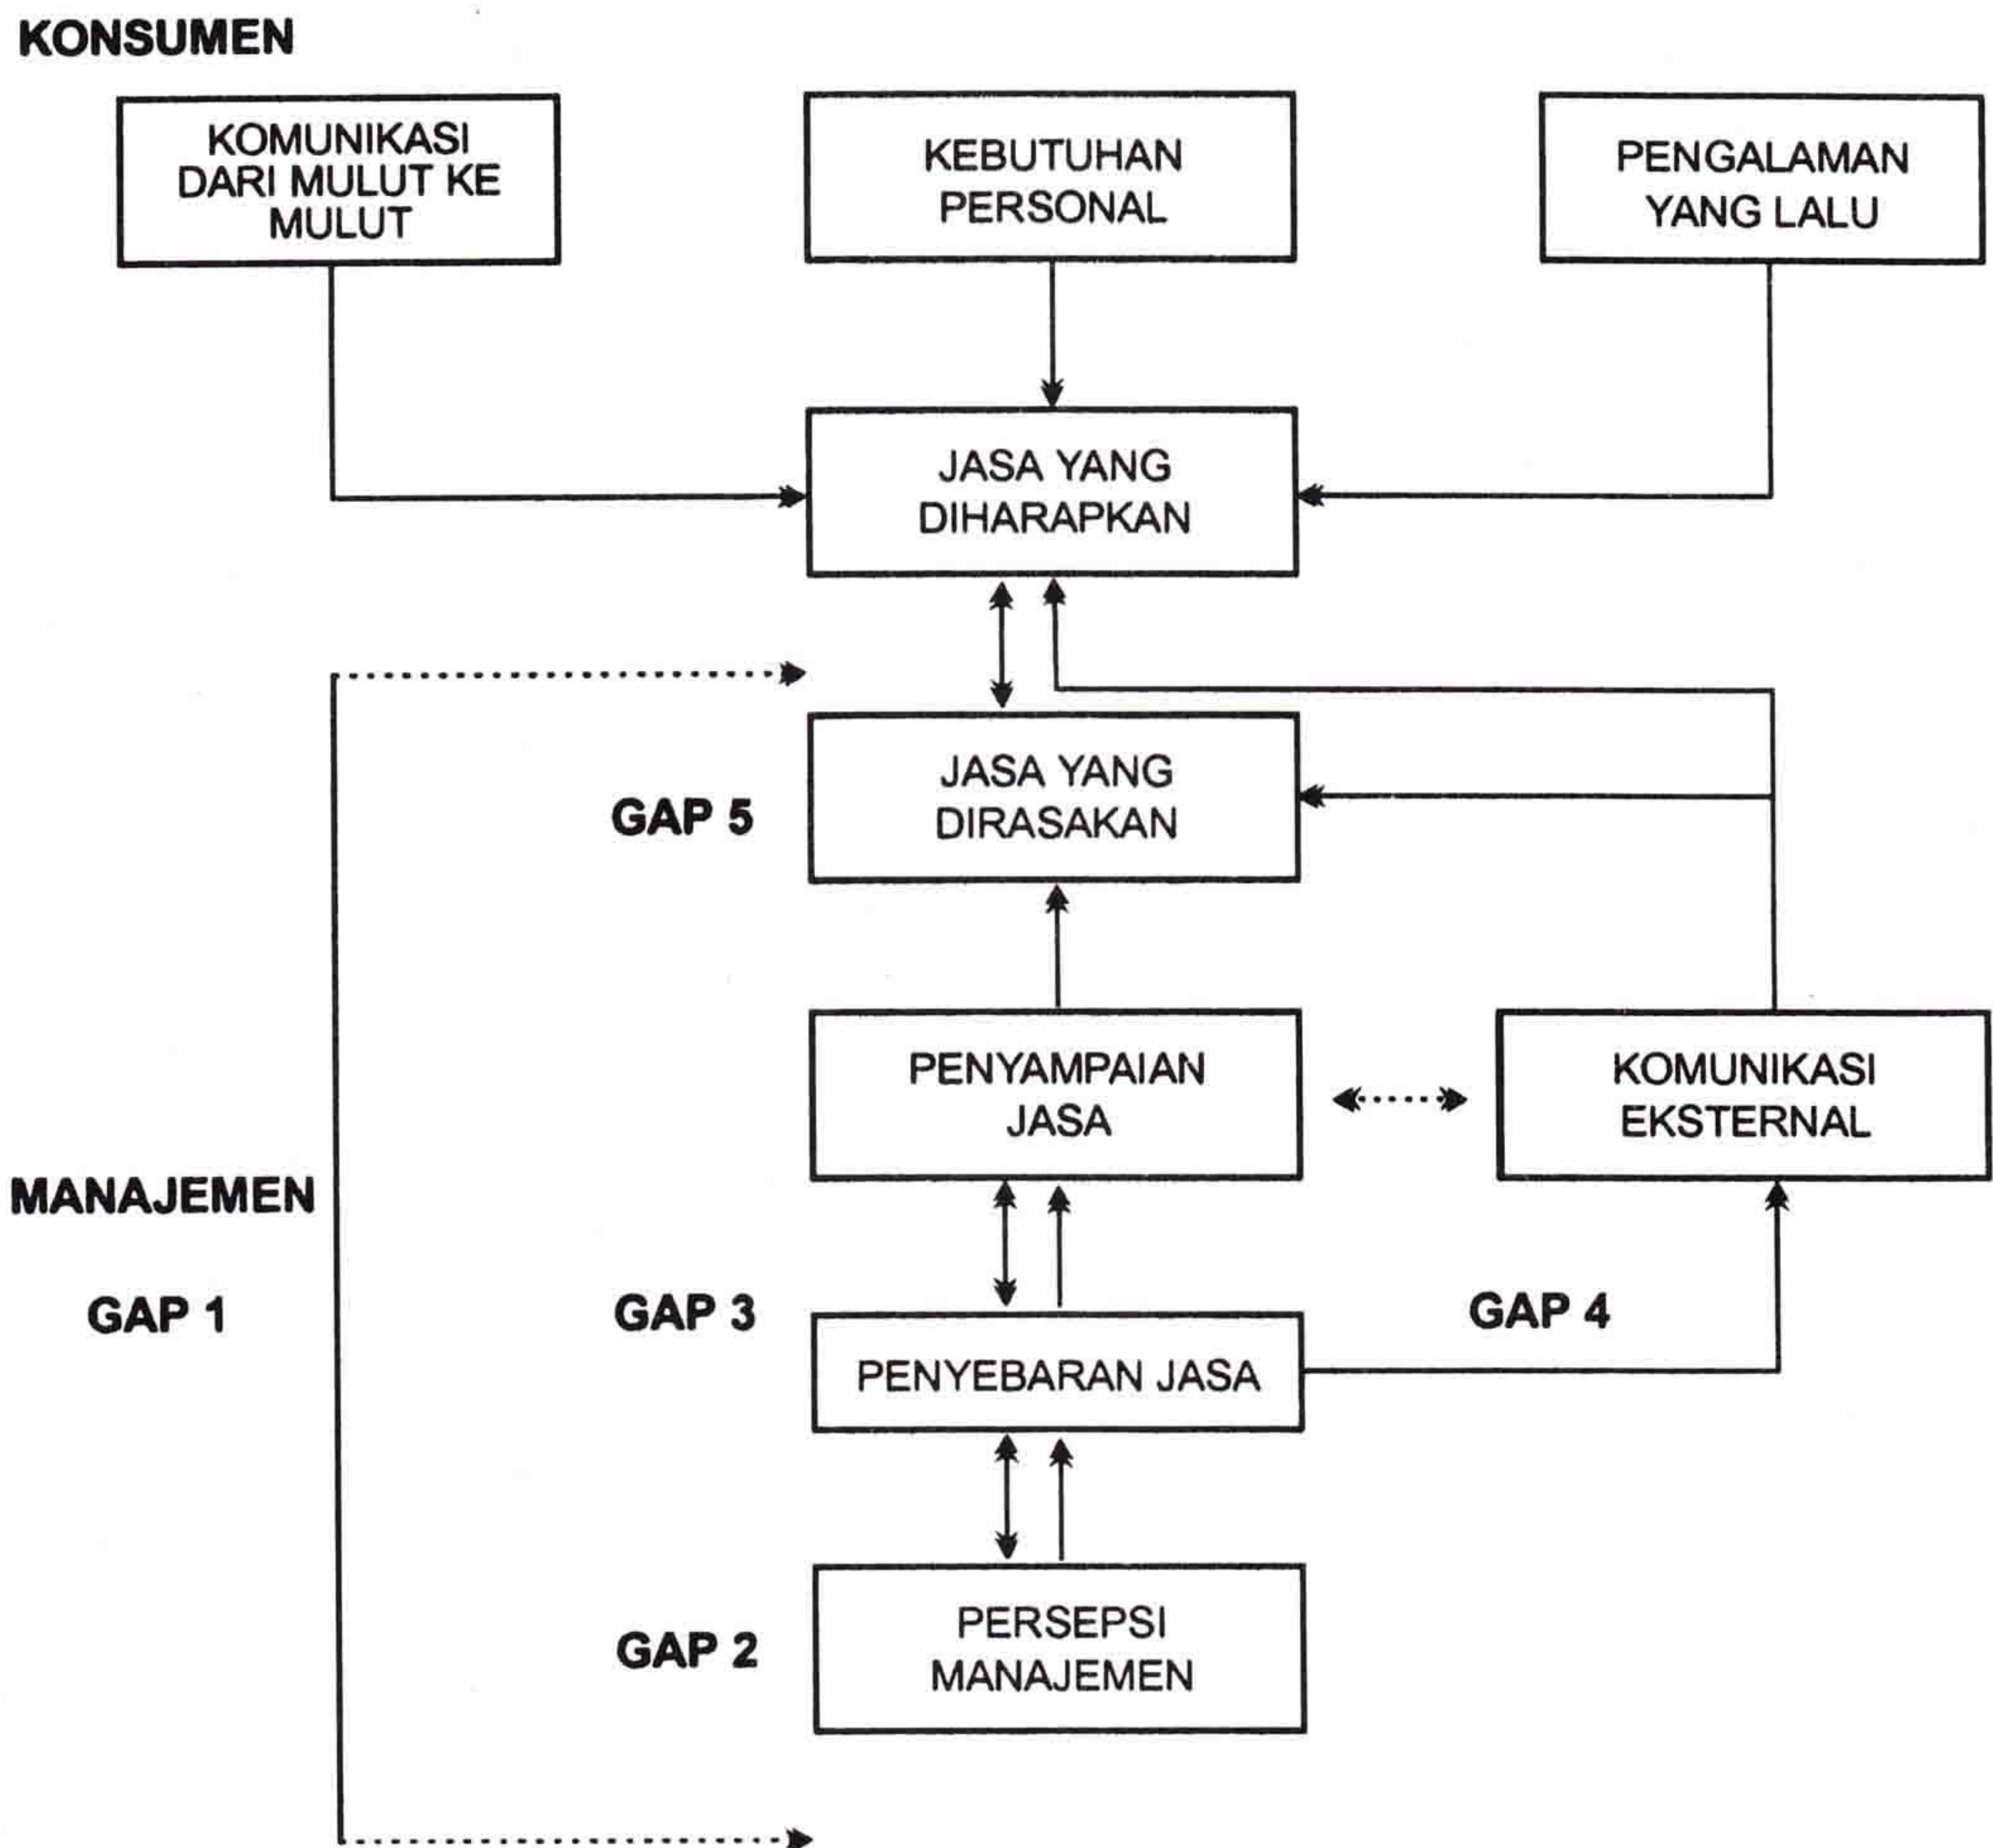 KONSUMEN
KOMUNIKASI
DARI MULUT KE
MULUT
KEBUTUHAN
PERSONAL
PENGALAMAN
YANG LALU
JASA YANG
DIHARAPKAN
JASA YANG
DIRASAKAN
GAP 5
PENYAMPAIAN
JASA
KOMUNIKASI
EKSTERNAL
MANAJEMEN
GAP 1
GAP 3
GAP 4
PENYEBARAN JASA
GAP 2
PERSEPSI
MANAJEMEN